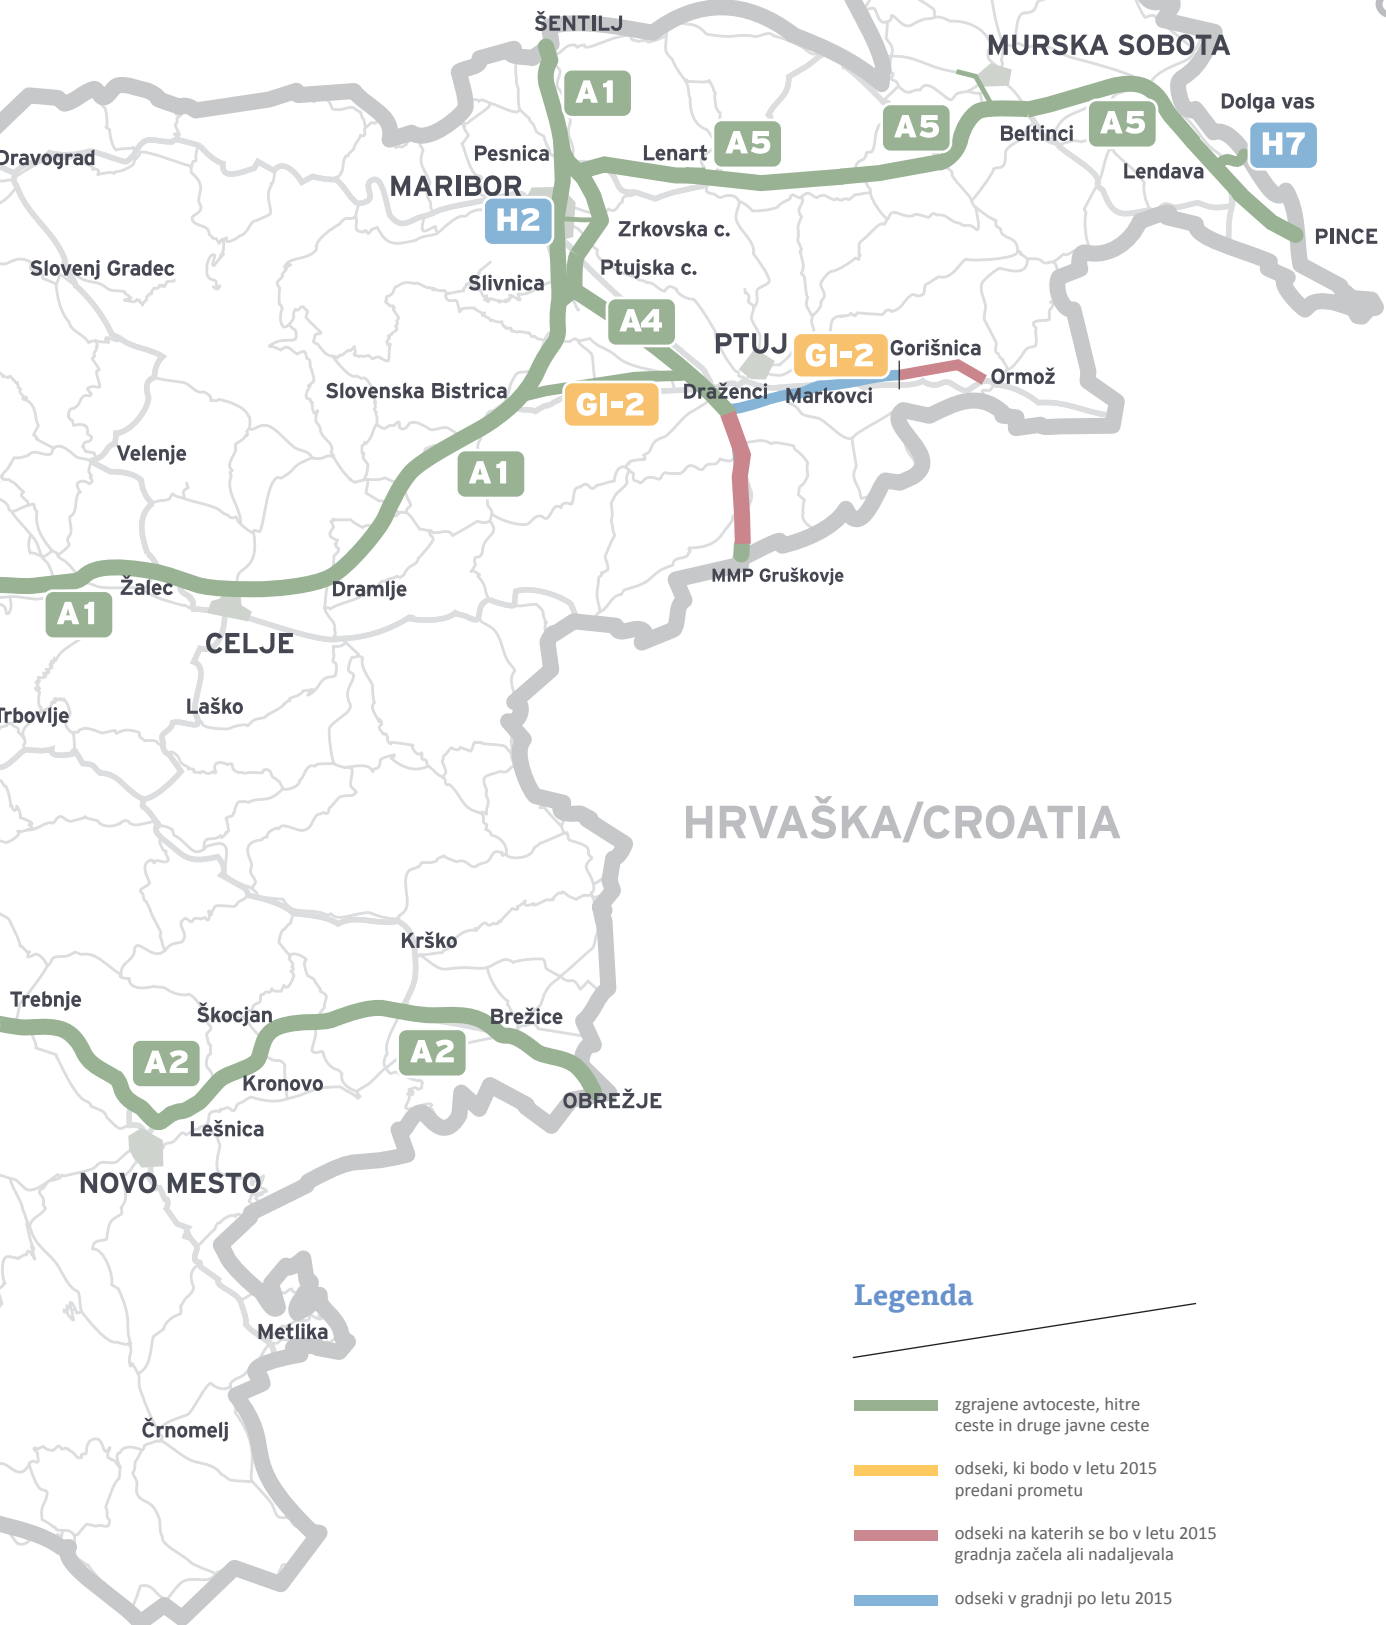 ŠENTILJ
MURSKA SOBOTA
A1
Dolga vas
A5
A5
A5
Beltinci
H7
Pesnica
Lenart
Dravograd
Lendava
MARIBOR
H2
Zrkovska c.
PINCE
Slovenj Gradec
Ptujska c.
Slivnica
A4
PTUJ
GI-2
Gorišnica
Ormož
Slovenska Bistrica
GI-2
Draženci
Markovci
Velenje
A1
MMP Gruškovje
Žalec
Dramlje
A1
CELJE
Laško
Trbovlje
HRVAŠKA/CROATIA
Krško
Trebnje
Škocjan
Brežice
A2
A2
Kronovo
OBREŽJE
Lešnica
NOVO MESTO
Metlika
Črnomelj
Legenda
zgrajene avtoceste, hitre
ceste in druge javne ceste
odseki, ki bodo v letu 2015
predani prometu
odseki na katerih se bo v letu 2015
gradnja začela ali nadaljevala
odseki v gradnji po letu 2015